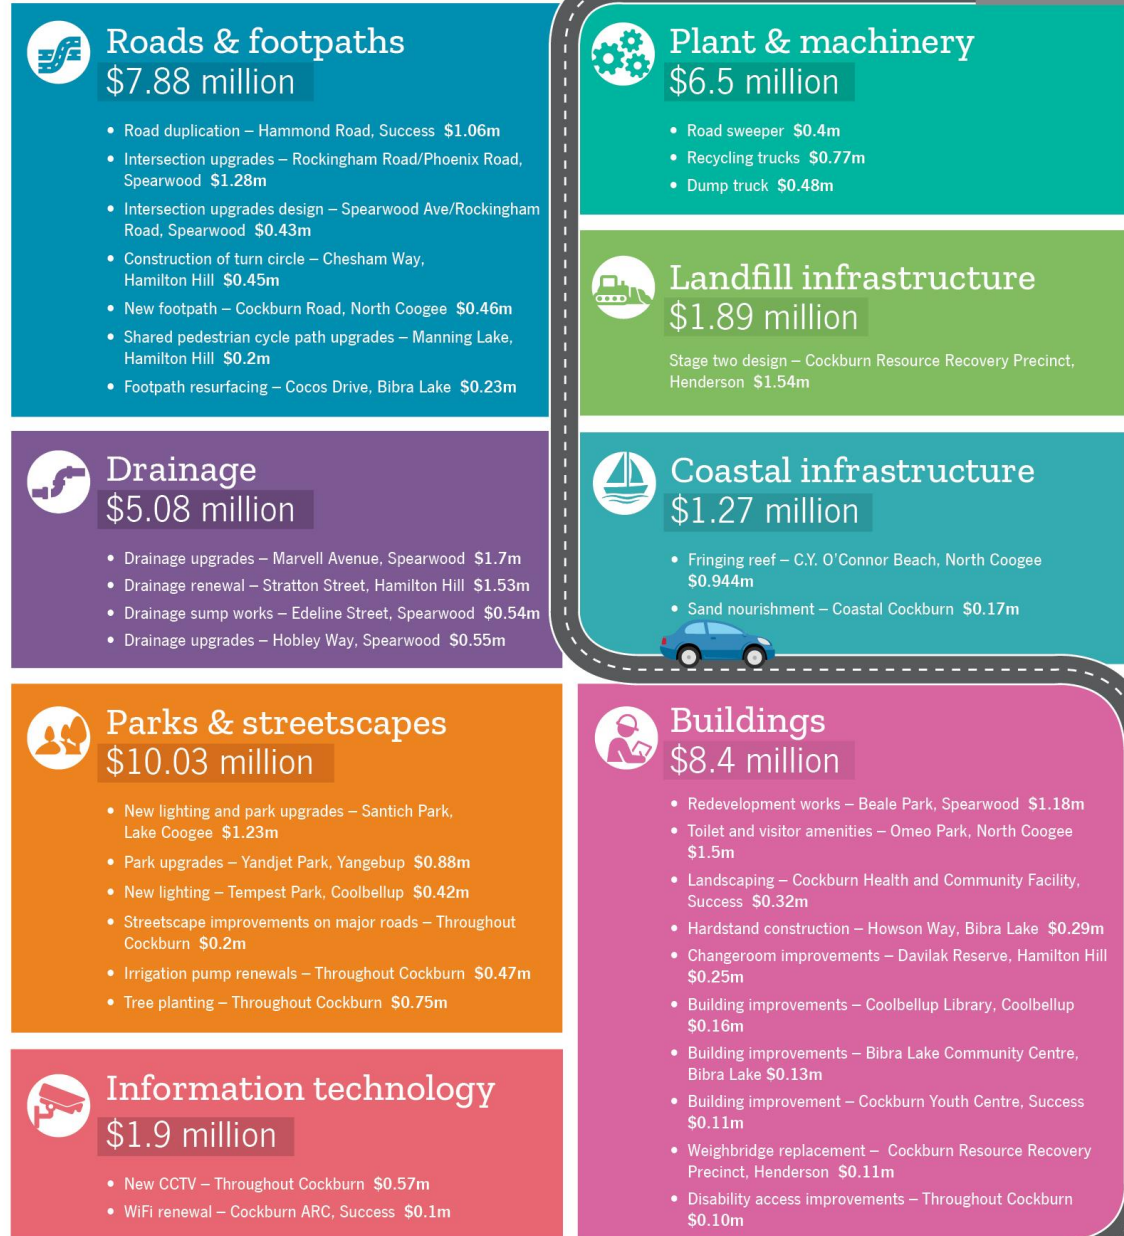 Roads & footpaths
$7.88 million
• Road duplication – Hammond Road, Success $1.06m
• Intersection upgrades – Rockingham Road/Phoenix Road,
Spearwood $1.28m
• Intersection upgrades design – Spearwood Ave/Rockingham
Road, Spearwood $0.43m
• Construction of turn circle – Chesham Way,
Hamilton Hill $0.45m
• New footpath – Cockburn Road, North Coogee $0.46m
• Shared pedestrian cycle path upgrades – Manning Lake,
Hamilton Hill $0.2m
• Footpath resurfacing – Cocos Drive, Bibra Lake $0.23m
Drainage
$5.08 million
• Drainage upgrades – Marvell Avenue, Spearwood $1.7m
• Drainage renewal – Stratton Street, Hamilton Hill $1.53m
• Drainage sump works – Edeline Street, Spearwood $0.54m
• Drainage upgrades – Hobley Way, Spearwood $0.55m
Parks & streetscapes
$10.03 million
• New lighting and park upgrades – Santich Park,
Lake Coogee $1.23m
• Park upgrades – Yandjet Park, Yangebup $0.88m
• New lighting – Tempest Park, Coolbellup $0.42m
• Streetscape improvements on major roads – Throughout
Cockburn $0.2m
• Irrigation pump renewals – Throughout Cockburn $0.47m
• Tree planting – Throughout Cockburn $0.75m
Information technology
$1.9 million
• New CCTV – Throughout Cockburn $0.57m
• WiFi renewal – Cockburn ARC, Success $0.1m
Plant & machinery
$6.5 million
• Road sweeper $0.4m
• Recycling trucks $0.77m
• Dump truck $0.48m
Landfill infrastructure
$1.89 million
Stage two design – Cockburn Resource Recovery Precinct,
Henderson $1.54m
Coastal infrastructure
$1.27 million
• Fringing reef – C.Y. O'Connor Beach, North Coogee
$0.944m
• Sand nourishment – Coastal Cockburn $0.17m
Buildings
$8.4 million
• Redevelopment works – Beale Park, Spearwood $1.18m
• Toilet and visitor amenities – Omeo Park, North Coogee
$1.5m
• Landscaping – Cockburn Health and Community Facility,
Success $0.32m
• Hardstand construction – Howson Way, Bibra Lake $0.29m
• Changeroom improvements – Davilak Reserve, Hamilton Hill
$0.25m
• Building improvements – Coolbellup Library, Coolbellup
$0.16m
• Building improvements – Bibra Lake Community Centre,
Bibra Lake $0.13m
• Building improvement – Cockburn Youth Centre, Success
$0.11m
• Weighbridge replacement – Cockburn Resource Recovery
Precinct, Henderson $0.11m
• Disability access improvements – Throughout Cockburn
$0.10m